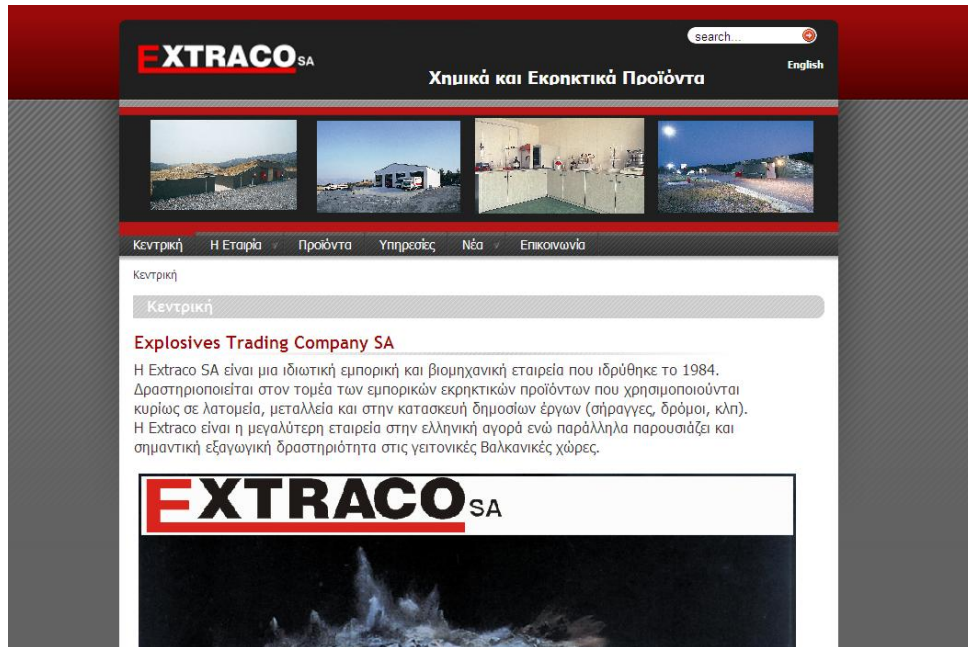 EXTRACO SA
search...
English
Χημικά και Εκρηκτικά Προϊόντα
Κεντρική Η Εταιρία Προϊόντα Υπηρεσίες Νέα Επικοινωνία
Κεντρική
Κεντρική
Explosives Trading Company SA
Η Extraco SA είναι μια ιδιωτική εμπορική και βιομηχανική εταιρεία που ιδρύθηκε το 1984.
Δραστηριοποιείται στον τομέα των εμπορικών εκρηκτικών προϊόντων που χρησιμοποιούνται
κυρίως σε λατομεία, μεταλλεία και στην κατασκευή δημοσίων έργων (σήραγγες, δρόμοι, κλπ).
Η Extraco είναι η μεγαλύτερη εταιρεία στην ελληνική αγορά ενώ παράλληλα παρουσιάζει και
σημαντική εξαγωγική δραστηριότητα στις γειτονικές Βαλκανικές χώρες.
EXTRACO SA